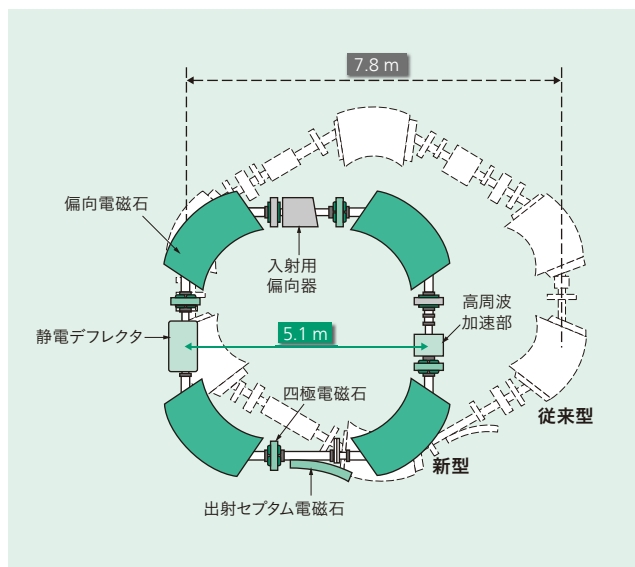 7.8 m
偏向電磁石
入射用
偏向器
高周波
加速部
静電デフレクタ
5.1 m
四極電磁石
従来型
新型
出射セプタム電磁石